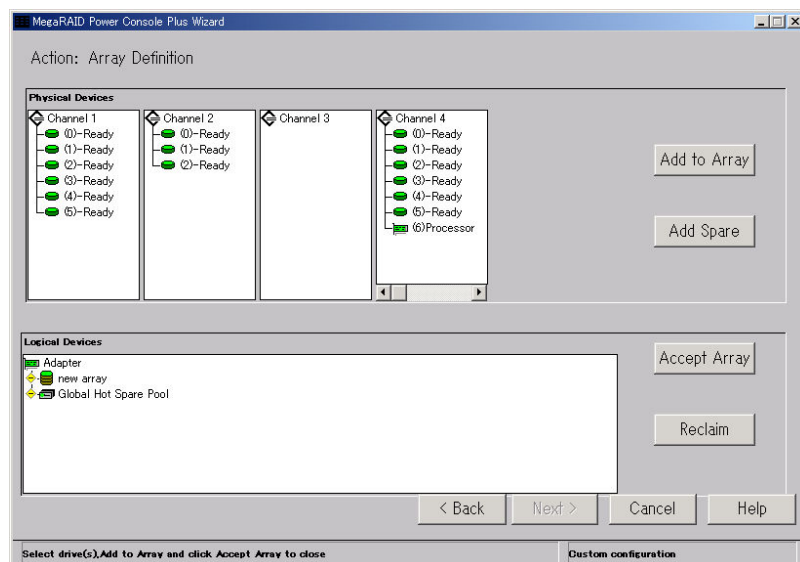 MegaRAID Power Console Plus Wizard
Action: Array Definition
Physical Devices
Channel 1
(0)-Ready
(1)-Ready
(2)-Ready
(3)-Ready
(4)-Ready
(5)-Ready
Channel 2
(0)-Ready
(1)-Ready
(2)-Ready
Channel 3
Channel 4
(0)-Ready
(1)-Ready
(2)-Ready
(3)-Ready
(4)-Ready
(5)-Ready
(6)Processor
Add to Array
Add Spare
Logical Devices
Adapter
new array
Global Hot Spare Pool
Accept Array
Reclaim
< Back
Next >
Cancel
Help
Select drive(s),Add to Array and click Accept Array to close
Custom configuration